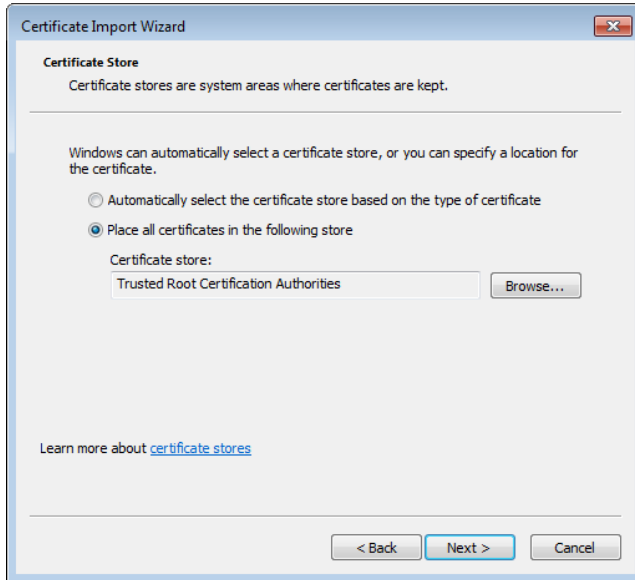 Certificate Import Wizard
Certificate Store
Certificate stores are system areas where certificates are kept.
Windows can automatically select a certificate store, or you can specify a location for
the certificate.
Automatically select the certificate store based on the type of certificate
Place all certificates in the following store
Certificate store:
Trusted Root Certification Authorities
Browse...
Learn more about certificate stores
< Back
Next >
Cancel